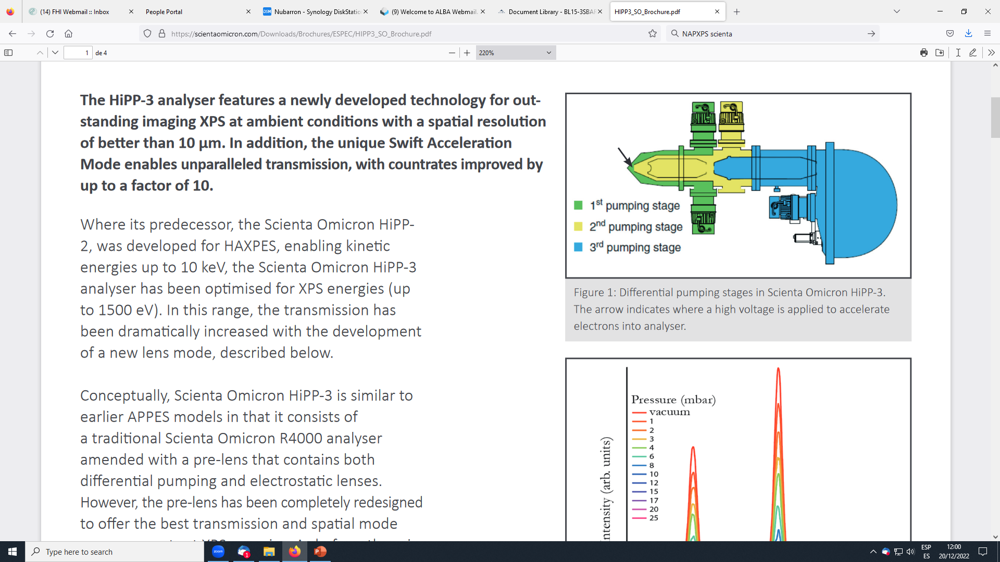 (14) FHI Webmail :: Inbox
People Portal
Nubarron - Synology DiskStatio
(9) Welcome to ALBA Webmail.
Document Library - BL15-3SBAR
HIPP3_SO_Brochure.pdf
https://scientaomicron.com/Downloads/Brochures/ESPEC/HIPP3_SO_Brochure.pdf
NAPXPS scienta
1
de 4
220%
The HiPP-3 analyser features a newly developed technology for out-
standing imaging XPS at ambient conditions with a spatial resolution
of better than 10 µm. In addition, the unique Swift Acceleration
Mode enables unparalleled transmission, with countrates improved by
up to a factor of 10.
Where its predecessor, the Scienta Omicron HiPP-
2, was developed for HAXPES, enabling kinetic
energies up to 10 keV, the Scienta Omicron HiPP-3
analyser has been optimised for XPS energies (up
to 1500 eV). In this range, the transmission has
been dramatically increased with the development
of a new lens mode, described below.
Conceptually, Scienta Omicron HiPP-3 is similar to
earlier APPES models in that it consists of
a traditional Scienta Omicron R4000 analyser
amended with a pre-lens that contains both
differential pumping and electrostatic lenses.
However, the pre-lens has been completely redesigned
to offer the best transmission and spatial mode
1st pumping stage
2nd pumping stage
3rd pumping stage
Figure 1: Differential pumping stages in Scienta Omicron HiPP-3.
The arrow indicates where a high voltage is applied to accelerate
electrons into analyser.
Pressure (mbar)
vacuum
1
2
3
4
6
8
10
12
15
17
20
25
Intensity (arb. units)
Type here to search
zoom
1
ESP
ES
12:00
20/12/2022